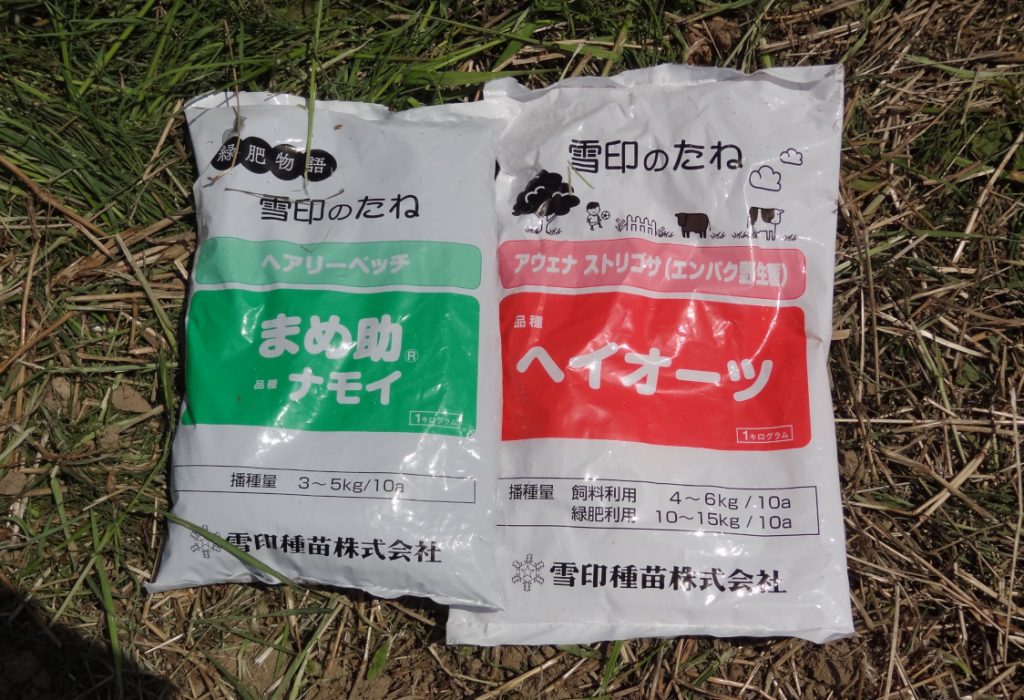 緑肥物語
雪印のたね
ヘアリーベッチ
まめ助®
品種 ナモイ
1キログラム
播種量 3~5kg/10a
雪印種苗株式会社
雪印のたね
アウェナ ストリゴサ(エンバク野生種)
品種
ヘイオーツ
1キログラム
播種量 飼料利用 4~6kg/10a
緑肥利用 10~15kg/10a
雪印種苗株式会社